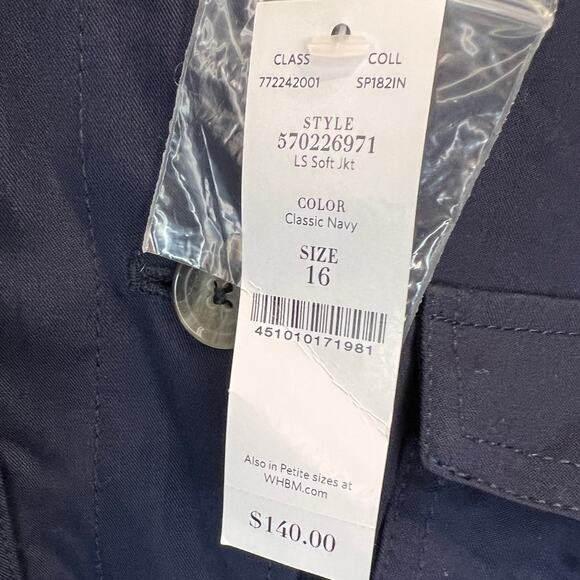 CLASS COLL
772242001 SP182IN
STYLE
570226971
LS Soft Jkt
COLOR
Classic Navy
SIZE
16
451010171981
Also in Petite sizes at
WHBM.com
$140.00